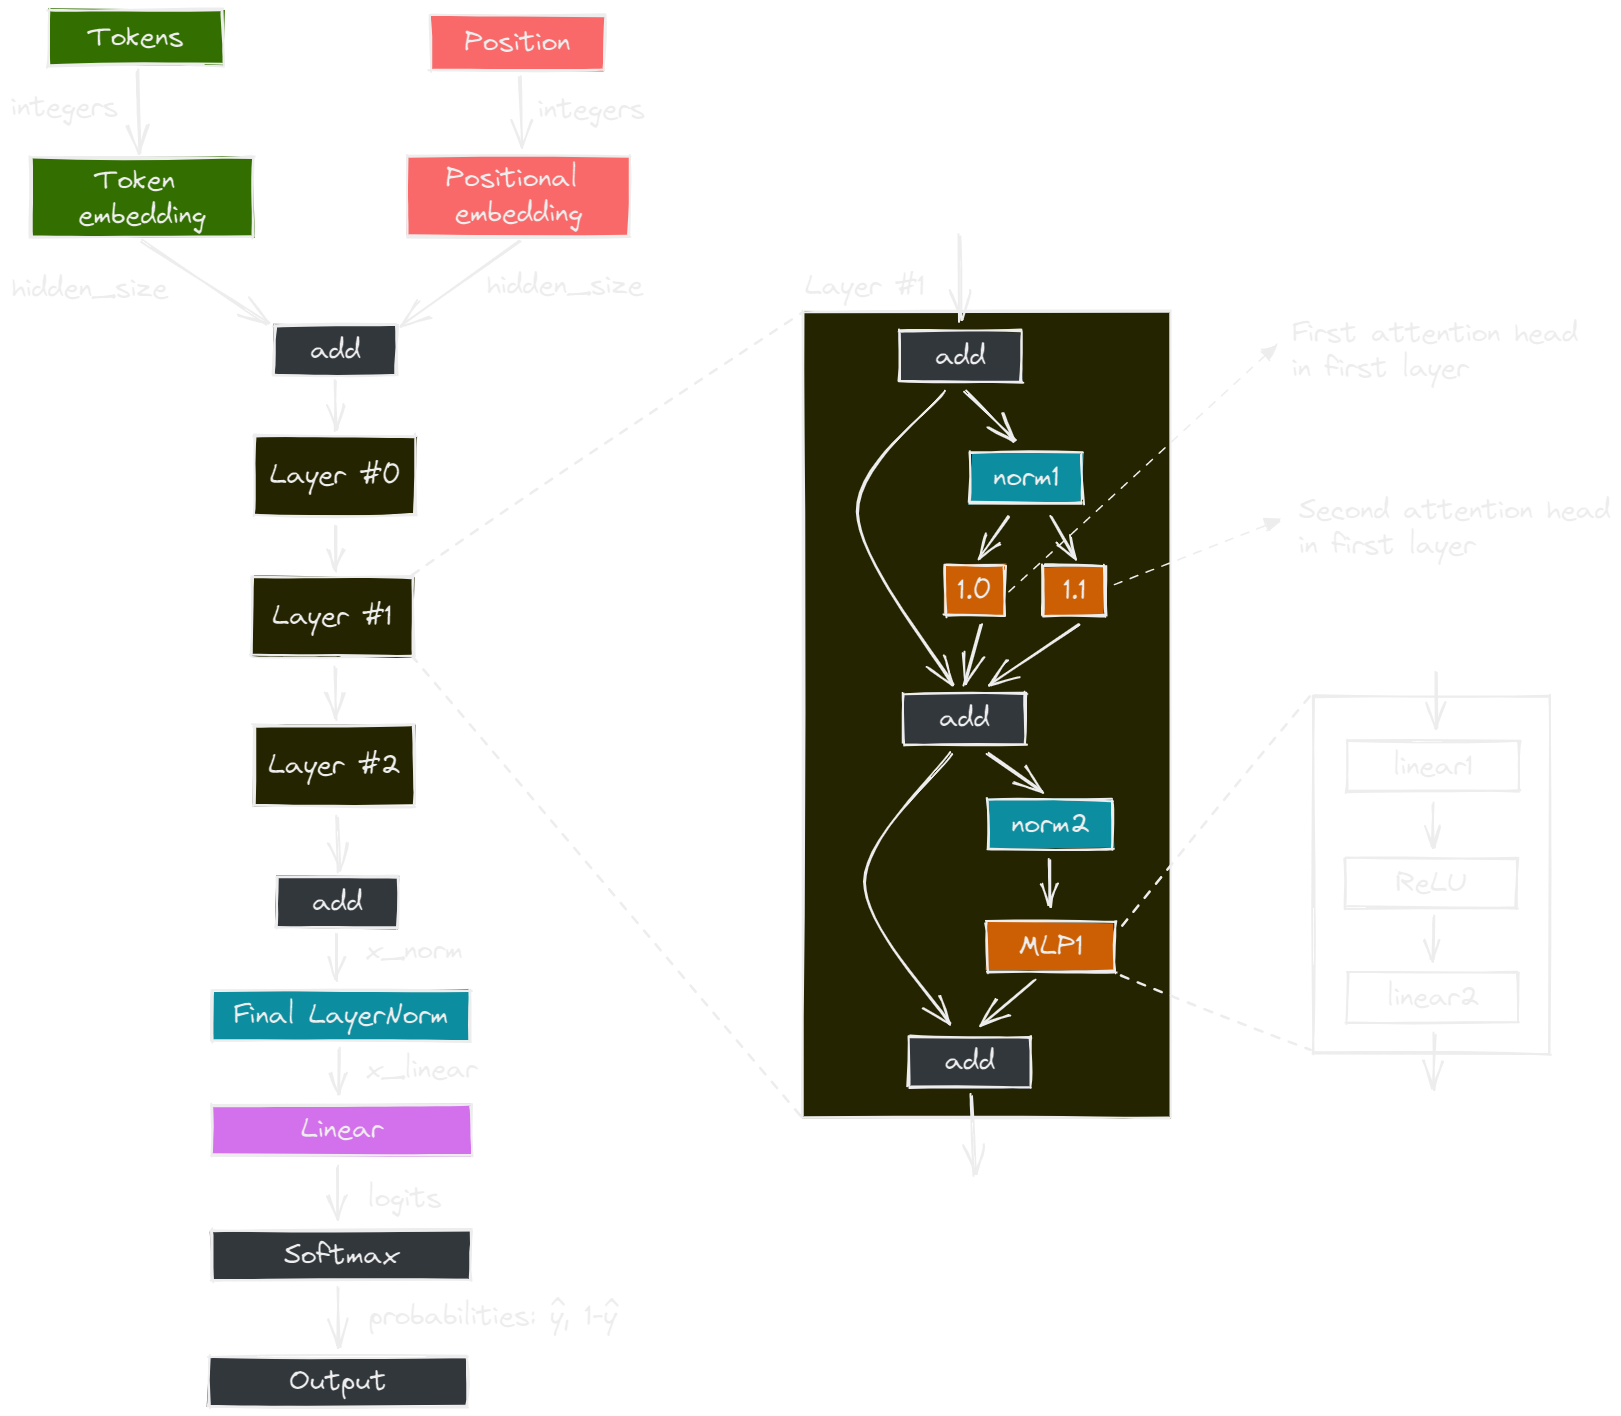 Tokens
Position
integers
integers
Token
embedding
Positional
embedding
hidden_size
hidden_size
add
Layer #0
Layer #1
Layer #2
add
x_norm
Final LayerNorm
x_linear
Linear
logits
Softmax
probabilities: ŷ, 1-ŷ
Output
Layer #1
add
norm1
1.0
1.1
add
norm2
MLP1
add
First attention head
in first layer
Second attention head
in first layer
linear1
ReLU
linear2